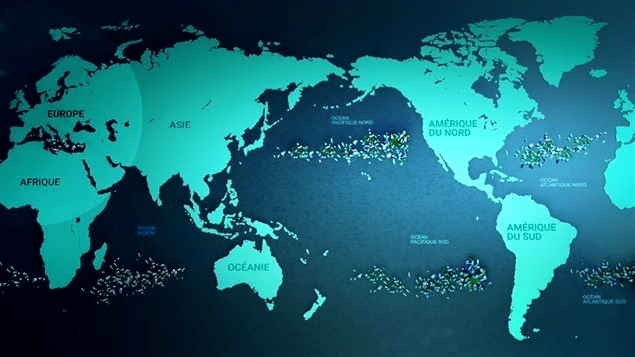 EUROPE
ASIE
AFRIQUE
OCÉAN
INDIEN
OCÉANIE
OCÉAN
PACIFIQUE NORD
AMÉRIQUE
DU NORD
OCÉAN
ATLANTIQUE NORD
OCÉAN
PACIFIQUE SUD
AMÉRIQUE
DU SUD
OCÉAN
ATLANTIQUE SUD